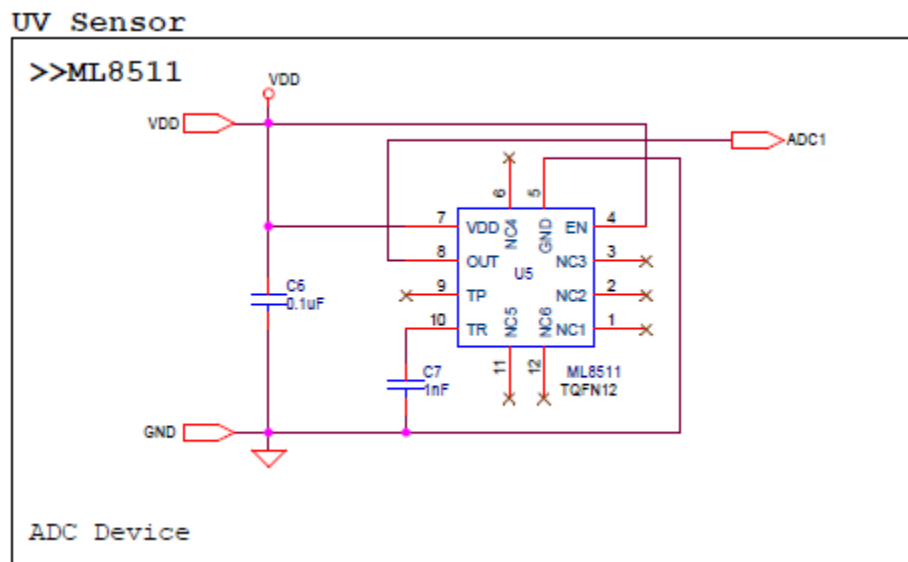 UV Sensor
>>ML8511
VDD
VDD
ADC1
6
5
7
VDD
NC4
GND
EN
4
8
OUT
U5
NC3
3
9
TP
NC2
2
10
TR
NC5
NC6
NC1
1
C6
0.1uF
C7
1nF
11
12
ML8511
TQFN12
GND
ADC Device